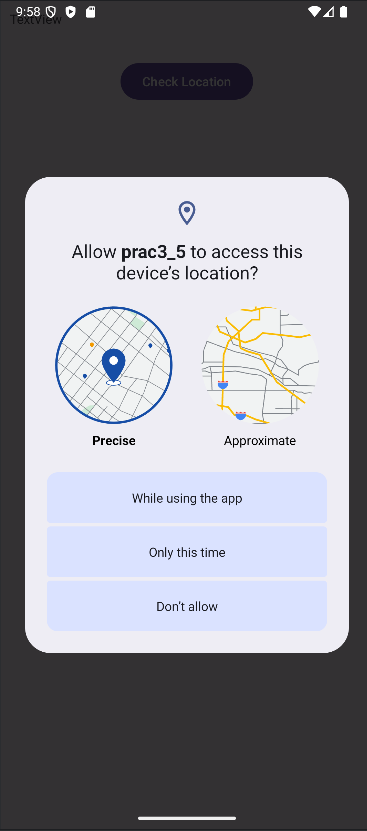 9:58
TextView
Check Location
Allow prac3_5 to access this
device's location?
Precise
Approximate
While using the app
Only this time
Don't allow